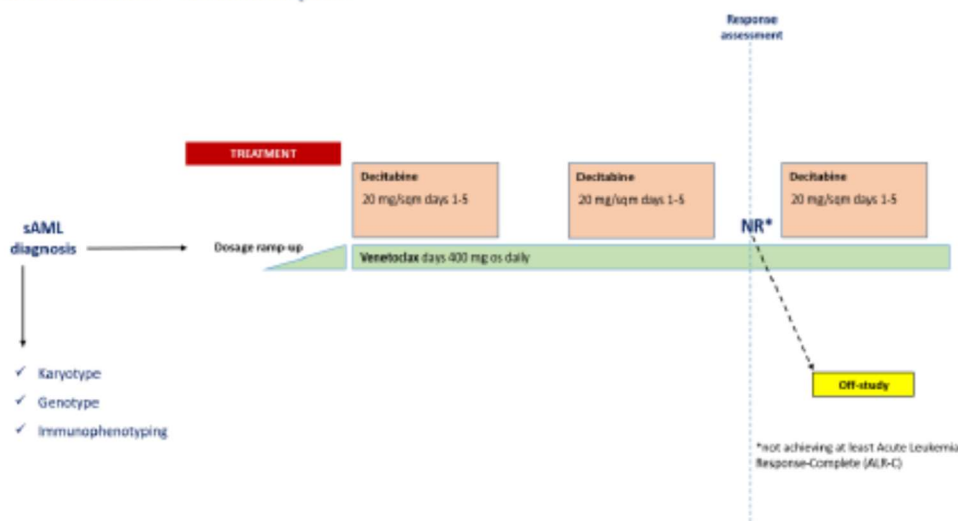 Response
assessment
TREATMENT
Decitabine
20 mg/sqm days 1-5
Decitabine
20 mg/sqm days 1-5
Decitabine
20 mg/sqm days 1-5
sAML
diagnosis
Dosage ramp-up
NR*
Venetoclax days 400 mg os daily
Karyotype
Genotype
Immunophenotyping
Off-study
*not achieving at least Acute Leukemia
Response-Complete (ALR-C)